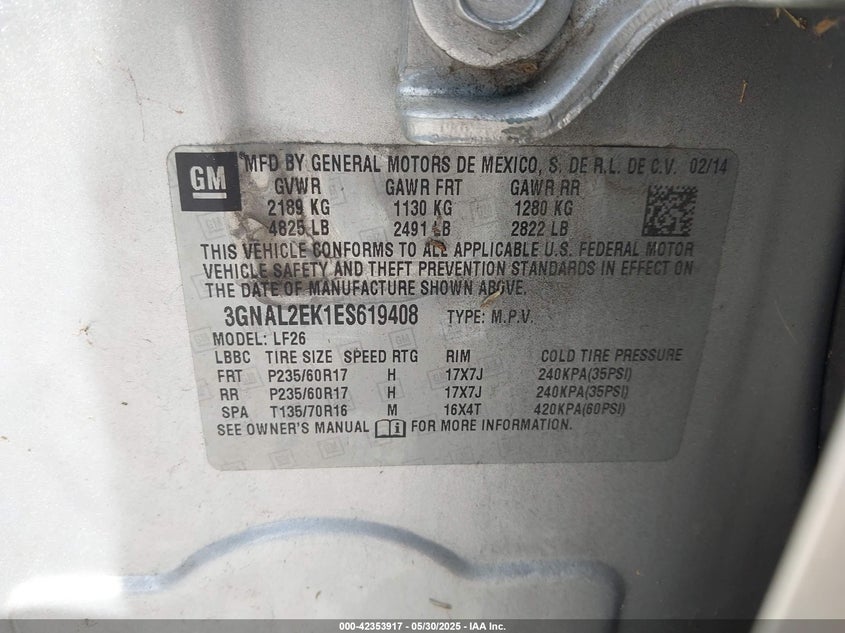 GM
MFD BY GENERAL MOTORS DE MEXICO, S. DE R.L. DE C.V. 02/14
GVWR GAWR FRT GAWR RR
2189 KG 1130 KG 1280 KG
4825 LB 2491 LB 2822 LB
THIS VEHICLE CONFORMS TO ALL APPLICABLE U.S. FEDERAL MOTOR
VEHICLE SAFETY AND THEFT PREVENTION STANDARDS IN EFFECT ON
THE DATE OF MANUFACTURE SHOWN ABOVE.
3GNAL2EK1ES619408 TYPE: M.P.V.
MODEL: LF26
LBBC TIRE SIZE SPEED RTG RIM COLD TIRE PRESSURE
FRT P235/60R17 H 17X7J 240KPA(35PSI)
RR P235/60R17 H 17X7J 240KPA(35PSI)
SPA T135/70R16 M 16X4T 420KPA(60PSI)
SEE OWNER'S MANUAL FOR MORE INFORMATION.
000-42353917 - 05/30/2025 - IAA Inc.